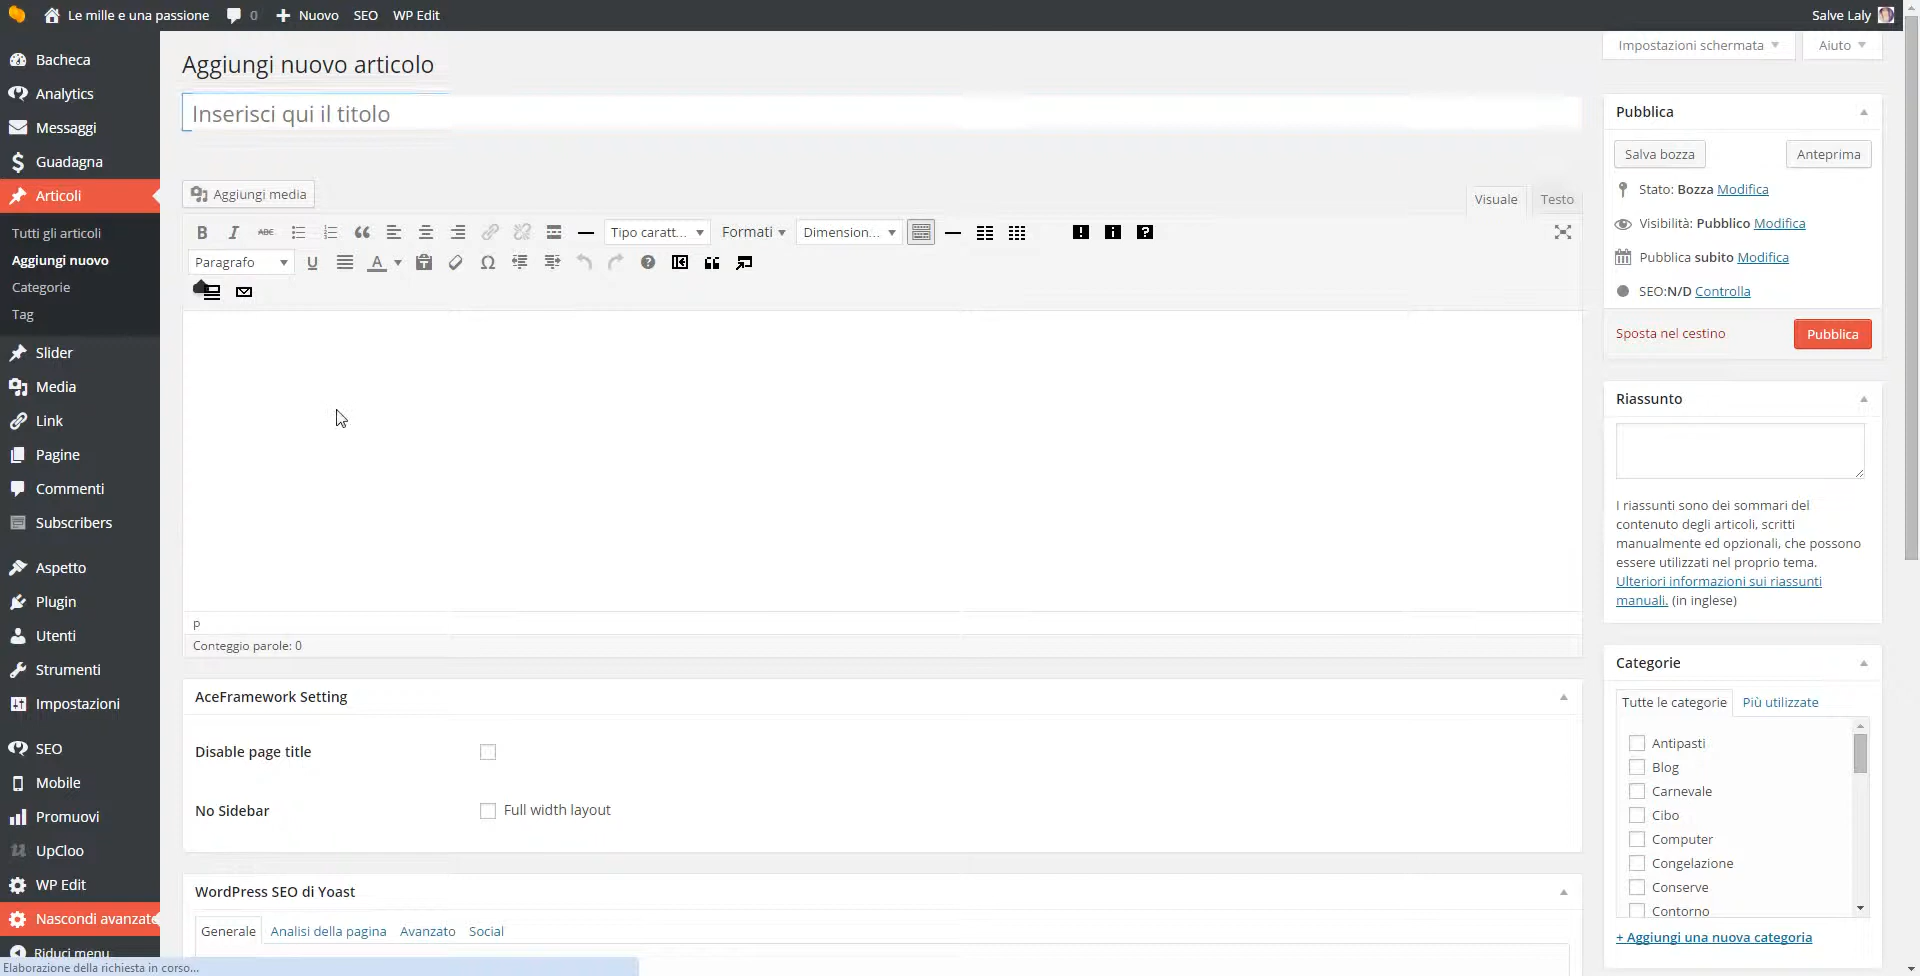 Le mille e una passione 0 Nuovo SEO WP Edit Salve Laly
Bacheca
Analytics
Messaggi
Guadagna
Articoli
Tutti gli articoli
Aggiungi nuovo
Categorie
Tag
Slider
Media
Link
Pagine
Commenti
Subscribers
Aspetto
Plugin
Utenti
Strumenti
Impostazioni
SEO
Mobile
Promuovi
UpCloo
WP Edit
Nascondi avanzate
Riduci menu
Elaborazione della richiesta in corso...
Impostazioni schermata Aiuto
Aggiungi nuovo articolo
Inserisci qui il titolo
Aggiungi media
Visuale Testo
B I ABC Tipo caratt... Formati Dimension...
Paragrafo U A
p
Conteggio parole: 0
AceFramework Setting
Disable page title
No Sidebar Full width layout
WordPress SEO di Yoast
Generale Analisi della pagina Avanzato Social
Pubblica
Salva bozza Anteprima
Stato: Bozza Modifica
Visibilità: Pubblico Modifica
Pubblica subito Modifica
SEO:N/D Controlla
Sposta nel cestino Pubblica
Riassunto
I riassunti sono dei sommari del
contenuto degli articoli, scritti
manualmente ed opzionali, che possono
essere utilizzati nel proprio tema.
Ulteriori informazioni sui riassunti
manuali. (in inglese)
Categorie
Tutte le categorie Più utilizzate
Antipasti
Blog
Carnevale
Cibo
Computer
Congelazione
Conserve
Contorno
+ Aggiungi una nuova categoria